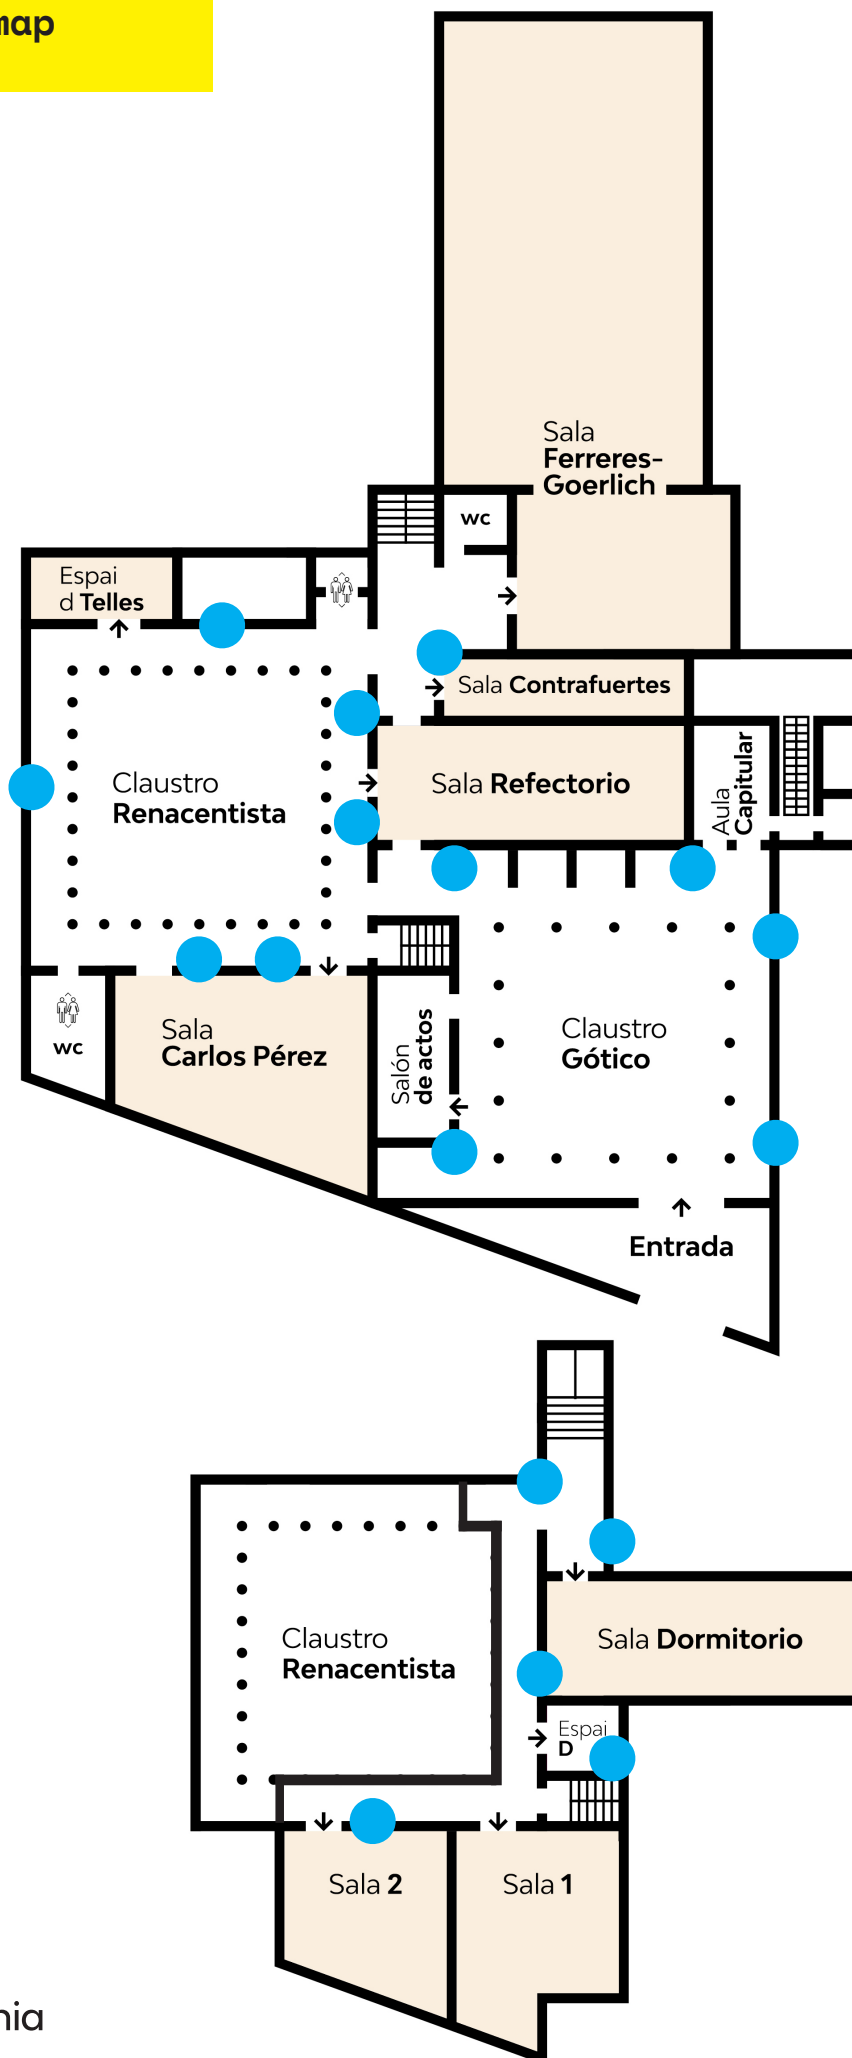 map
Sala
Ferreres-
Goerlich
wc
Espai
d Telles
Sala Contrafuertes
Claustro
Renacentista
Sala Refectorio
Aula
Capitular
Sala
Carlos Pérez
wc
Salón
de actos
Claustro
Gótico
Entrada
Claustro
Renacentista
Sala Dormitorio
Espai
D
Sala 2
Sala 1